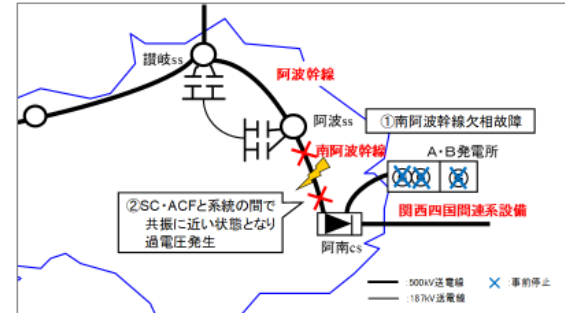 讃岐ss
阿波幹線
阿波ss
①南阿波幹線欠相故障
南阿波幹線
A・B発電所
②SC・ACFと系統の間で
共振に近い状態となり
過電圧発生
関西四国間連系設備
阿南cs
:500kV送電線
:事前停止
:187kV送電線